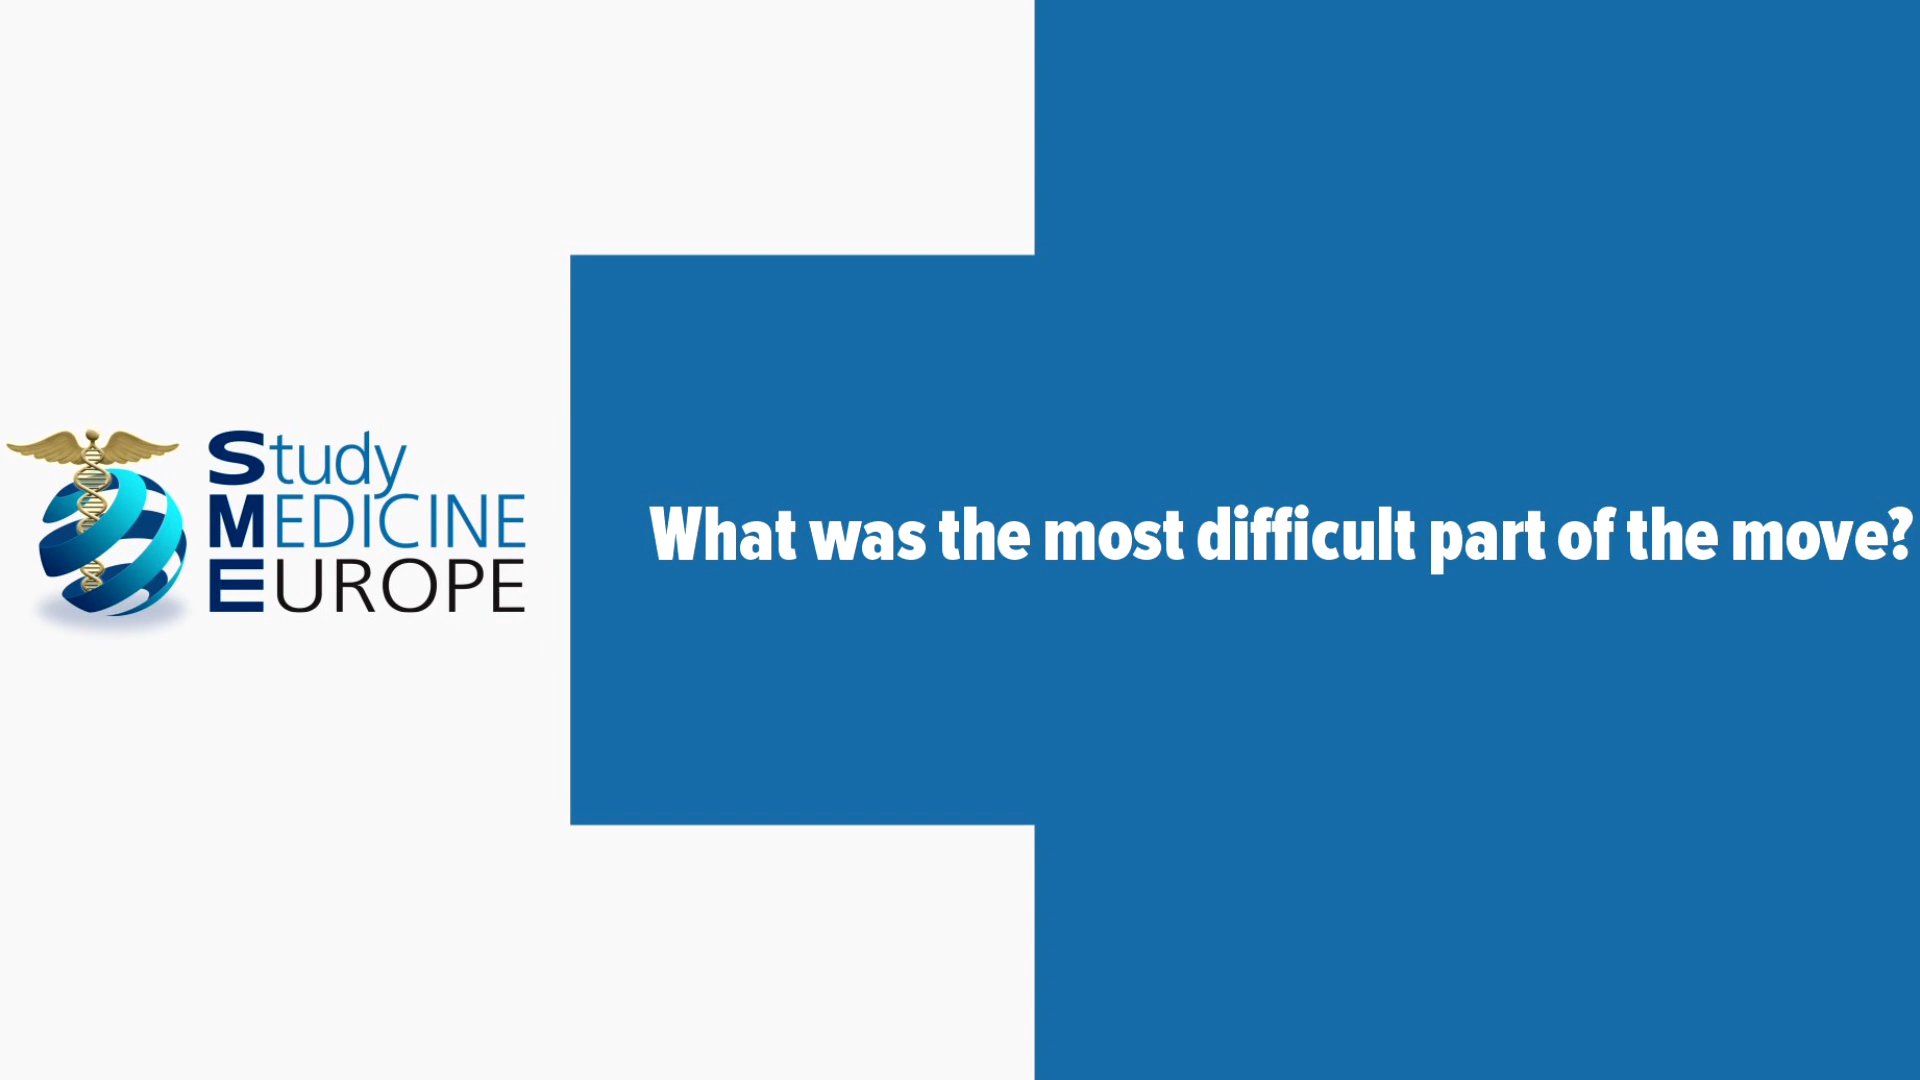 Study
MEDICINE
EUROPE
What was the most difficult part of the move?